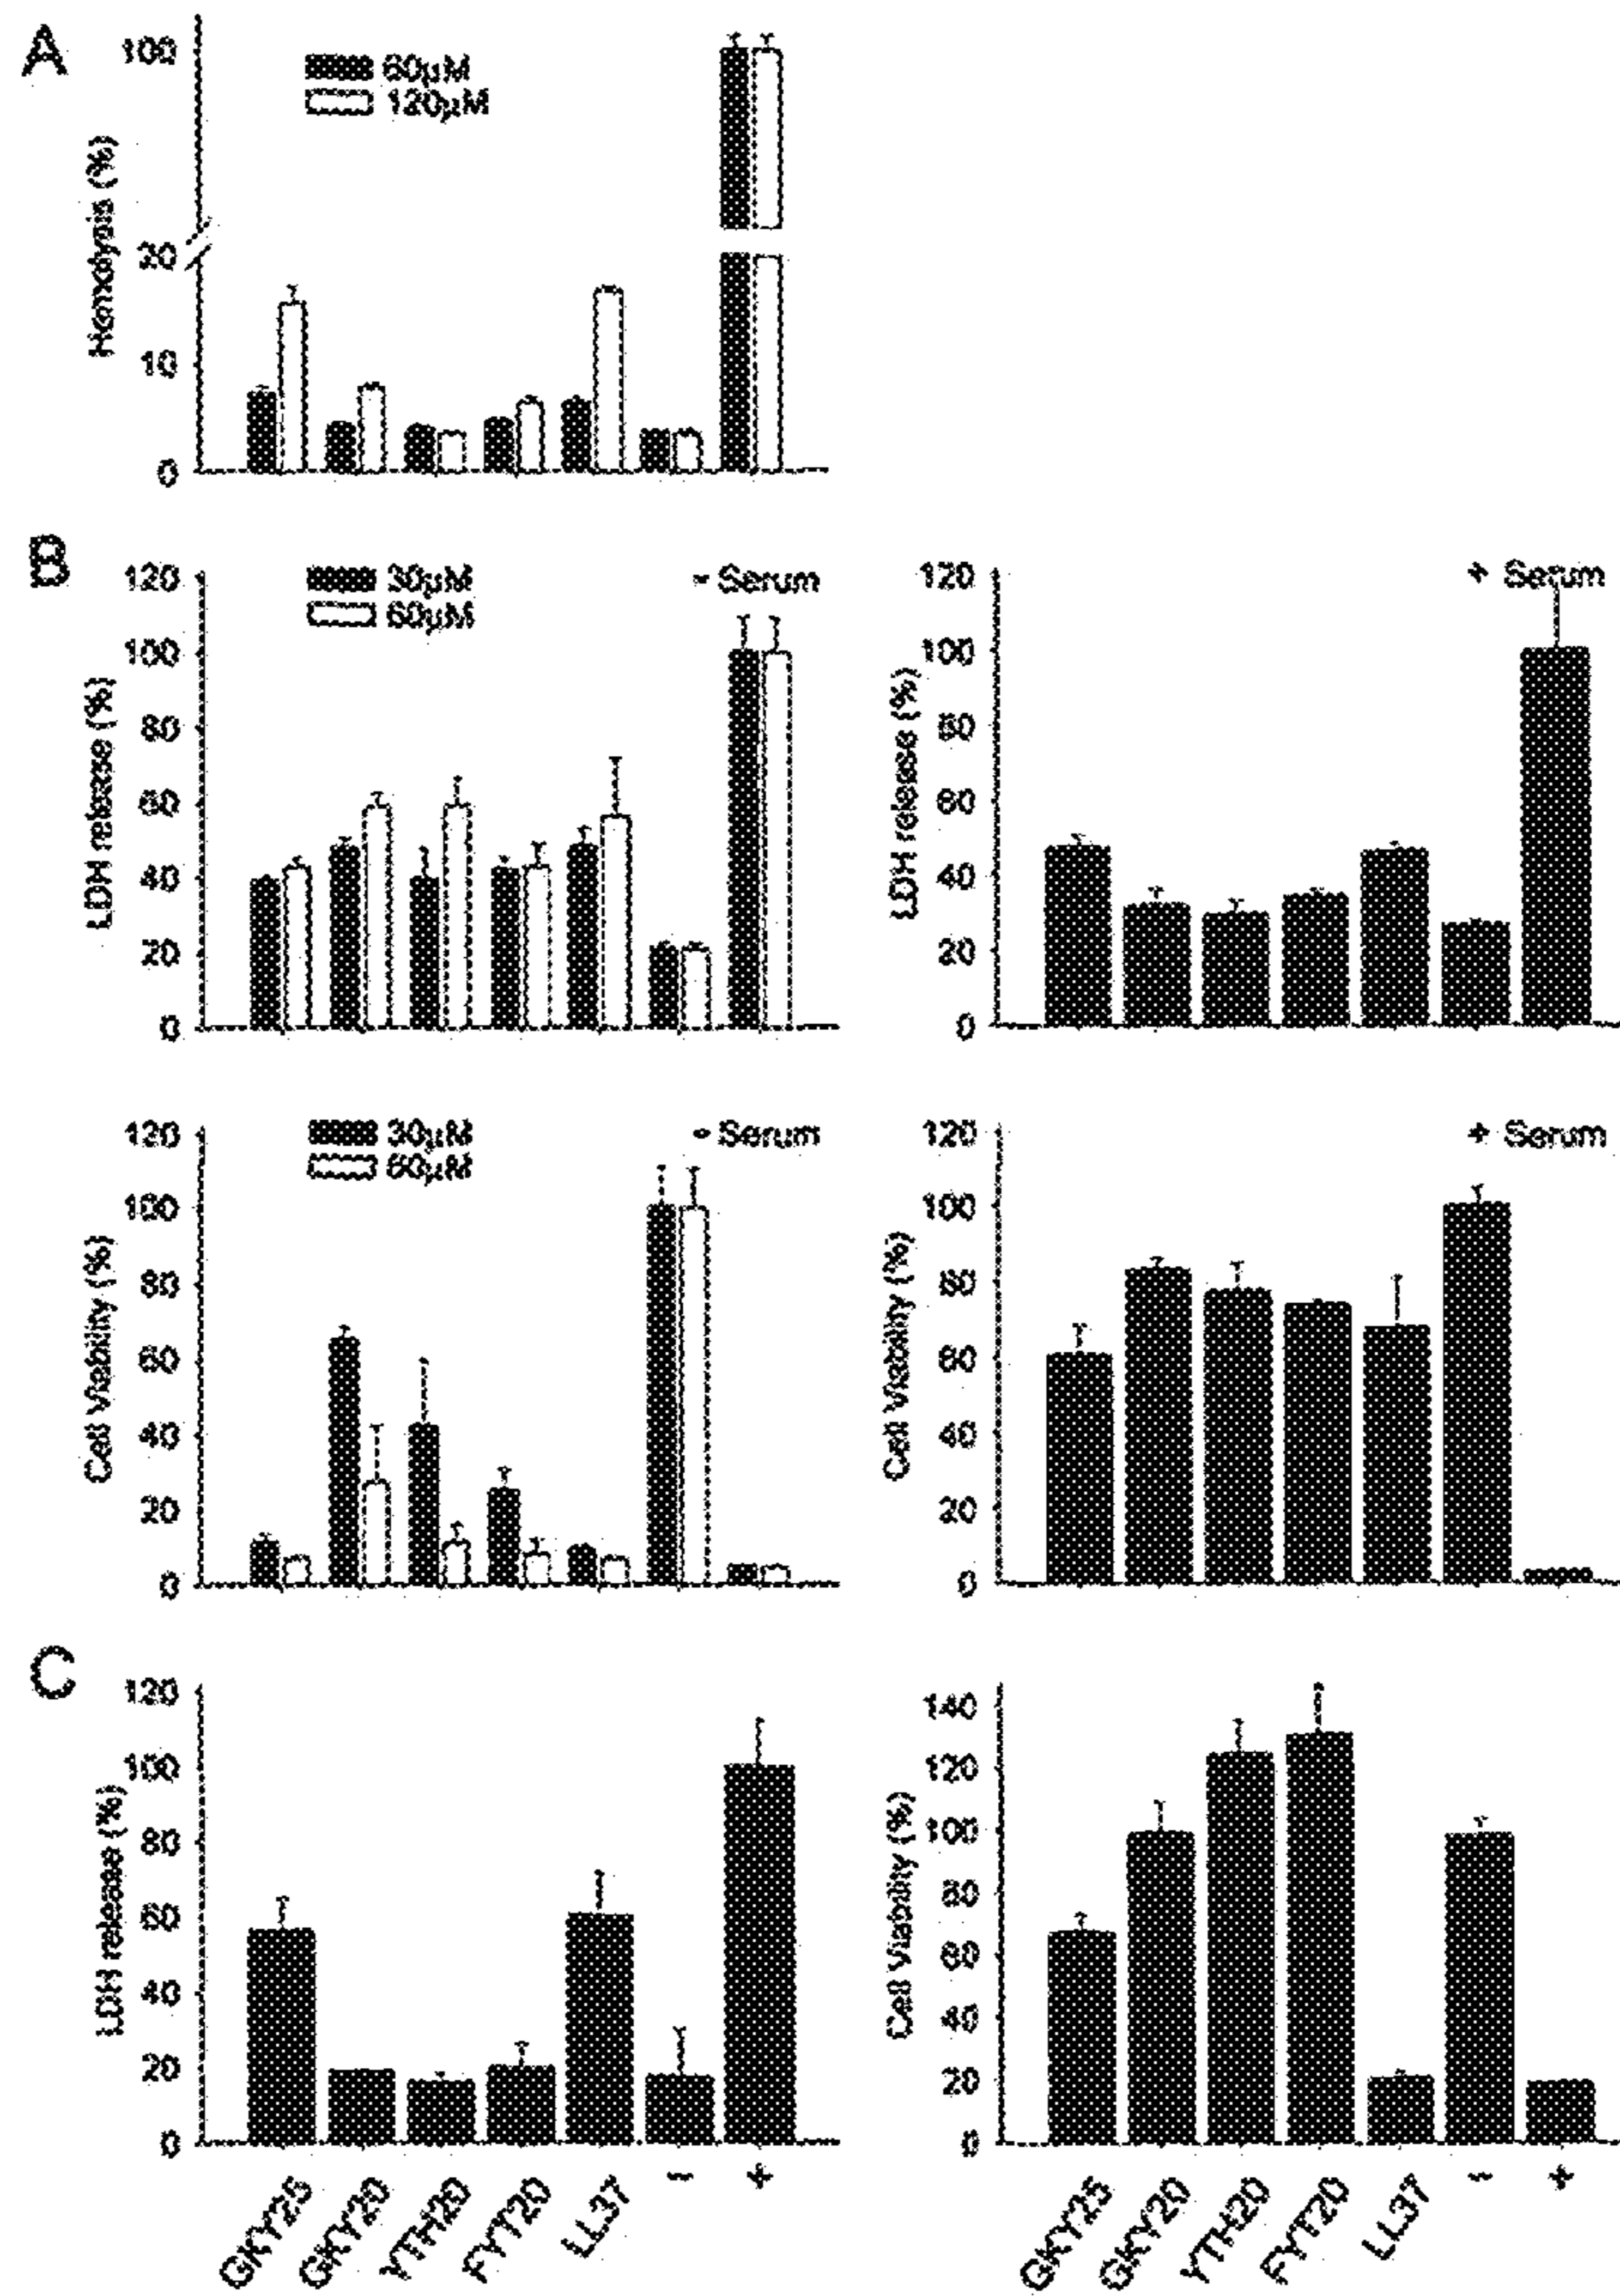 A
100
20
10
0
Hemolysis (%)
60µM
120µM
B
120
100
80
60
40
20
0
LDH release (%)
30µM
60µM
- Serum
120
100
80
60
40
20
0
LDH release (%)
+ Serum
120
100
80
60
40
20
0
Cell Viability (%)
30µM
60µM
- Serum
120
100
80
60
40
20
0
Cell Viability (%)
+ Serum
C
120
100
80
60
40
20
0
LDH release (%)
GKY25
GKY20
YTH20
FYT20
LL37
-
+
140
120
100
80
60
40
20
0
Cell Viability (%)
GKY25
GKY20
YTH20
FYT20
LL37
-
+